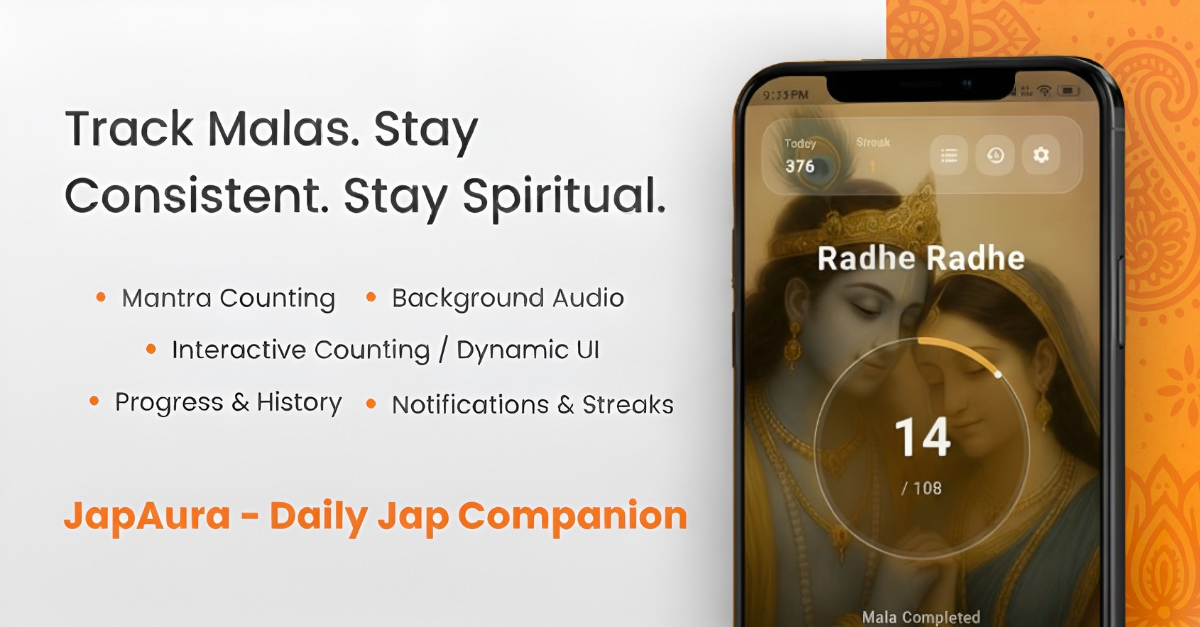 Track Malas. Stay
Consistent. Stay Spiritual.
• Mantra Counting • Background Audio
• Interactive Counting / Dynamic UI
• Progress & History • Notifications & Streaks
JapAura - Daily Jap Companion
9:33 PM
Today
376
1
Radhe Radhe
14
/ 108
Mala Completed